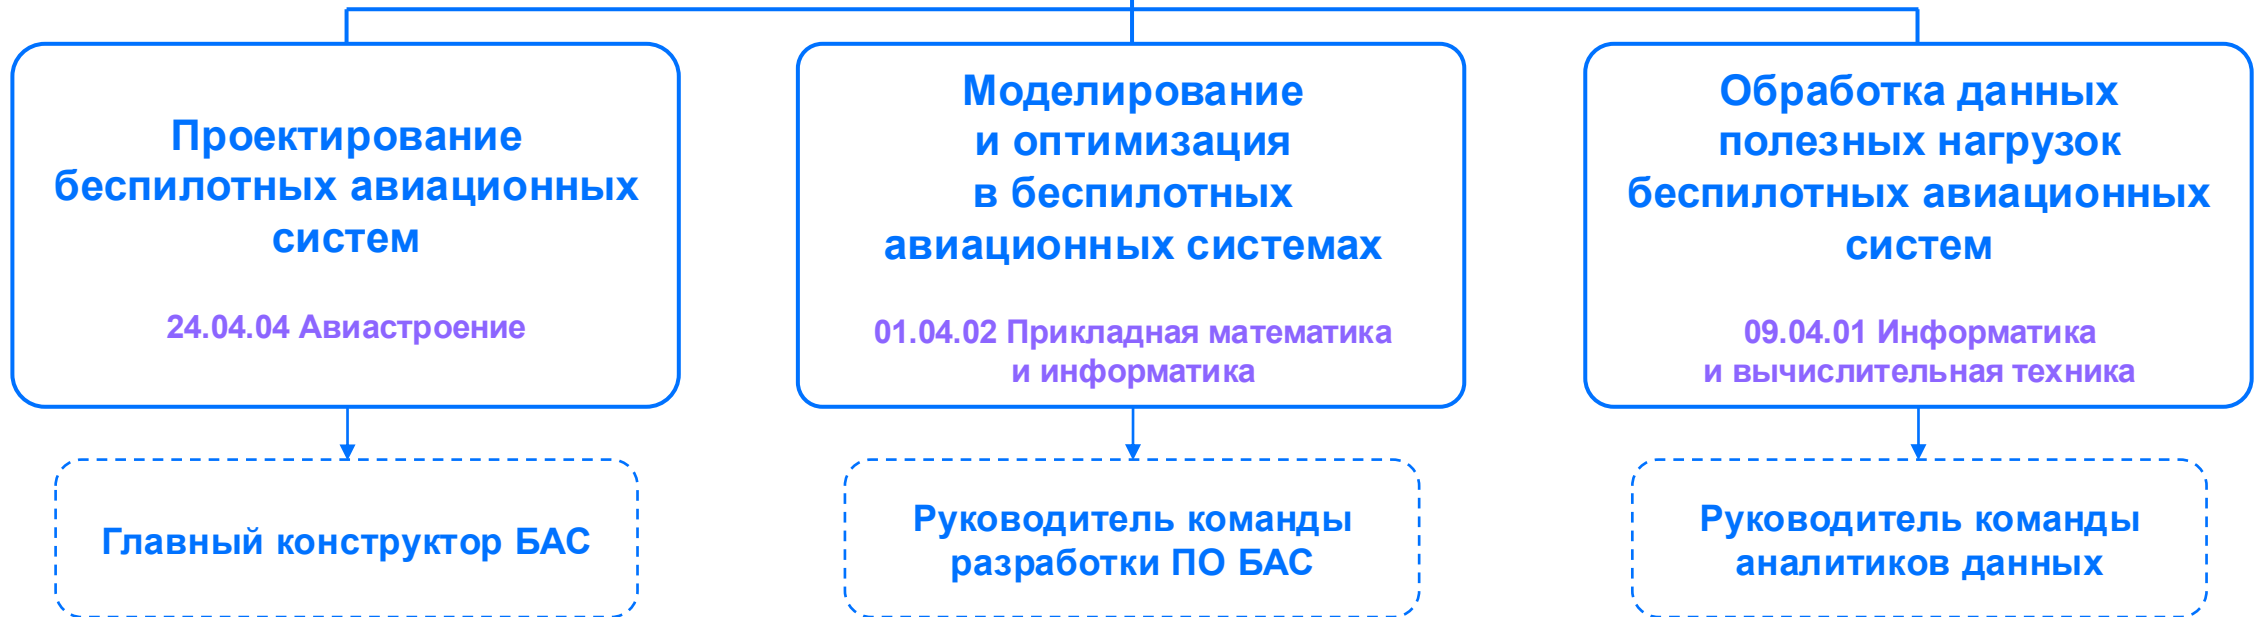 Проектирование
беспилотных авиационных
систем
24.04.04 Авиастроение
Главный конструктор БАС
Моделирование
и оптимизация
в беспилотных
авиационных системах
01.04.02 Прикладная математика
и информатика
Руководитель команды
разработки ПО БАС
Обработка данных
полезных нагрузок
беспилотных авиационных
систем
09.04.01 Информатика
и вычислительная техника
Руководитель команды
аналитиков данных